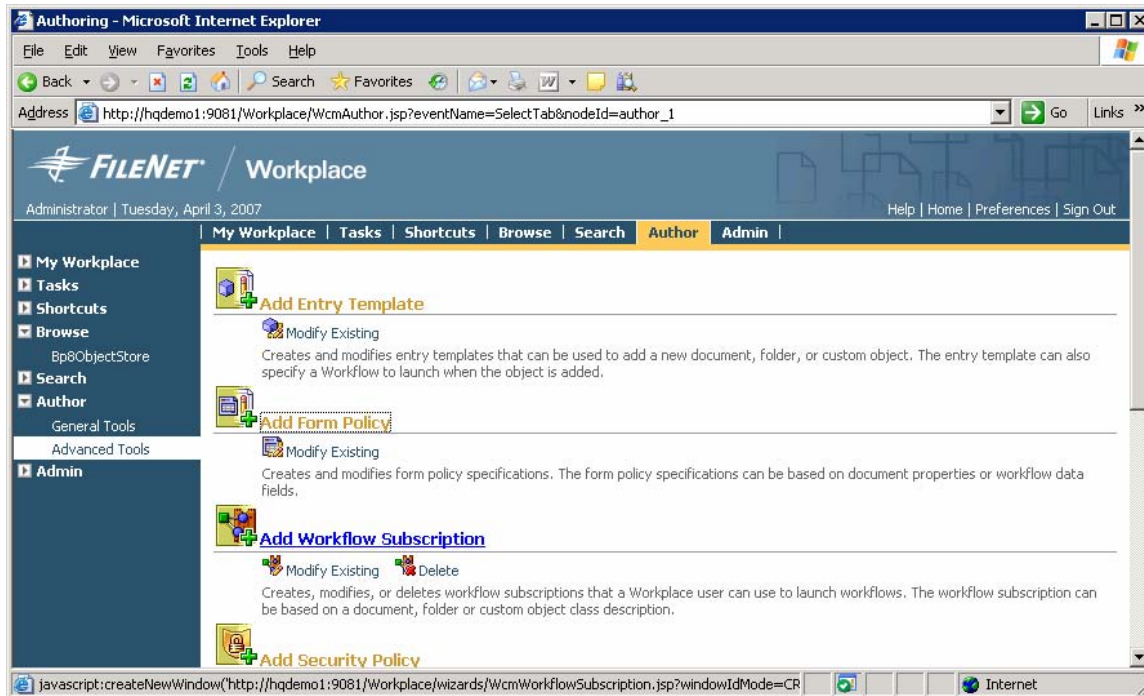 Authoring - Microsoft Internet Explorer
File Edit View Favorites Tools Help
Back Search Favorites
Address http://hqdemo1:9081/Workplace/WcmAuthor.jsp?eventName=SelectTab&nodeId=author_1 Go Links »
FILENET Workplace
Administrator | Tuesday, April 3, 2007 Help | Home | Preferences | Sign Out
| My Workplace | Tasks | Shortcuts | Browse | Search Author Admin |
My Workplace
Tasks
Shortcuts
Browse
Bp8ObjectStore
Search
Author
General Tools
Advanced Tools
Admin
Add Entry Template
Modify Existing
Creates and modifies entry templates that can be used to add a new document, folder, or custom object. The entry template can also
specify a Workflow to launch when the object is added.
Add Form Policy
Modify Existing
Creates and modifies form policy specifications. The form policy specifications can be based on document properties or workflow data
fields.
Add Workflow Subscription
Modify Existing Delete
Creates, modifies, or deletes workflow subscriptions that a Workplace user can use to launch workflows. The workflow subscription can
be based on a document, folder or custom object class description.
Add Security Policy
javascript:createNewWindow('http://hqdemo1:9081/Workplace/wizards/WcmWorkflowSubscription.jsp?windowIdMode=CR Internet